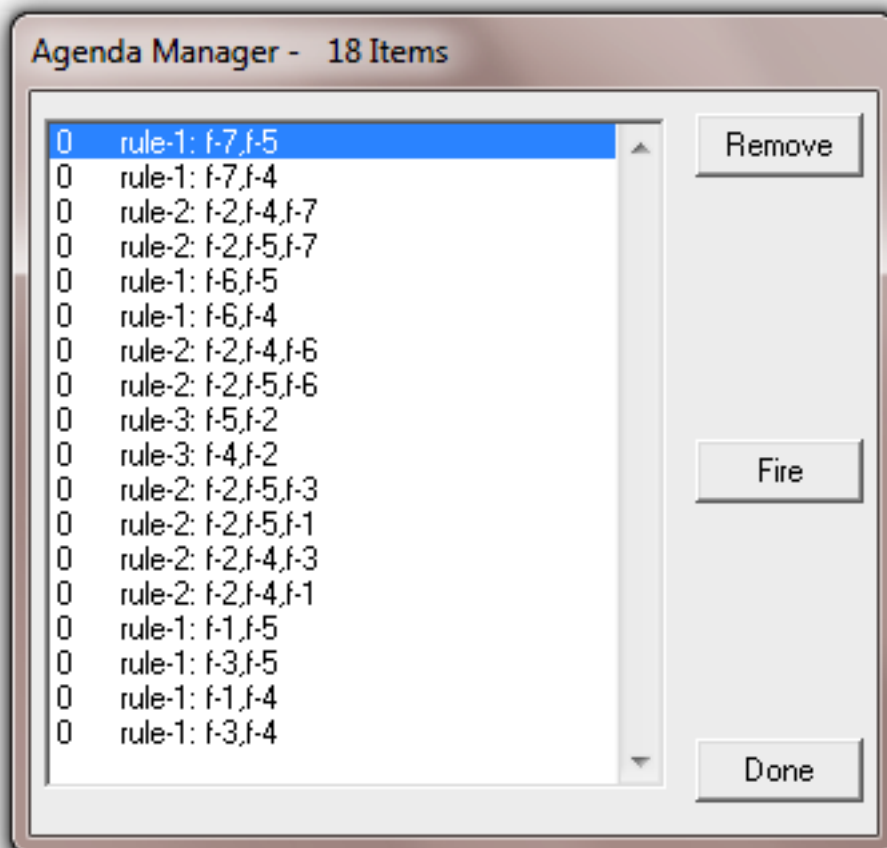 Agenda Manager - 18 Items
0 rule-1: f-7,f-5
0 rule-1: f-7,f-4
0 rule-2: f-2,f-4,f-7
0 rule-2: f-2,f-5,f-7
0 rule-1: f-6,f-5
0 rule-1: f-6,f-4
0 rule-2: f-2,f-4,f-6
0 rule-2: f-2,f-5,f-6
0 rule-3: f-5,f-2
0 rule-3: f-4,f-2
0 rule-2: f-2,f-5,f-3
0 rule-2: f-2,f-5,f-1
0 rule-2: f-2,f-4,f-3
0 rule-2: f-2,f-4,f-1
0 rule-1: f-1,f-5
0 rule-1: f-3,f-5
0 rule-1: f-1,f-4
0 rule-1: f-3,f-4
Remove
Fire
Done